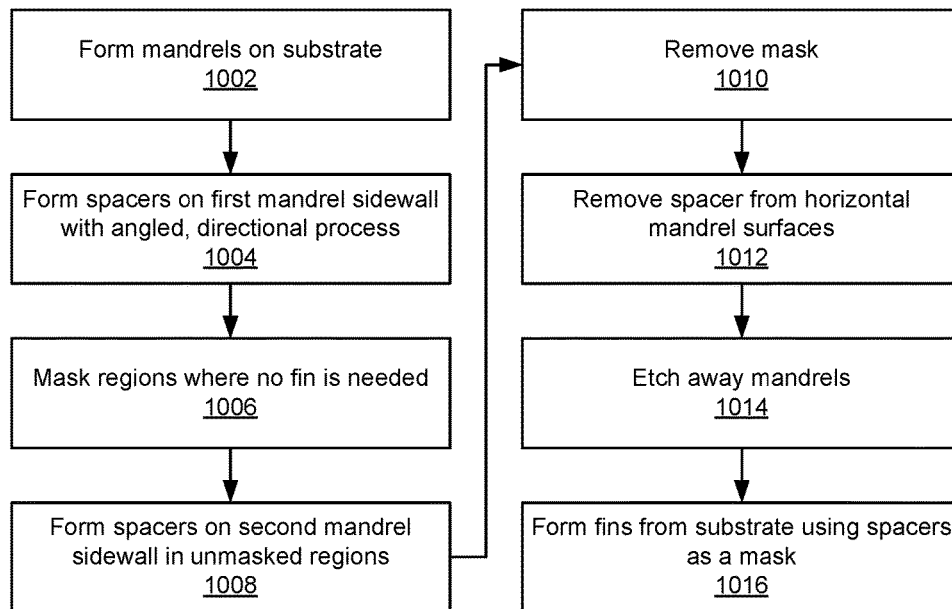 Form mandrels on substrate
1002
Form spacers on first mandrel sidewall
with angled, directional process
1004
Mask regions where no fin is needed
1006
Form spacers on second mandrel
sidewall in unmasked regions
1008
Remove mask
1010
Remove spacer from horizontal
mandrel surfaces
1012
Etch away mandrels
1014
Form fins from substrate using spacers
as a mask
1016